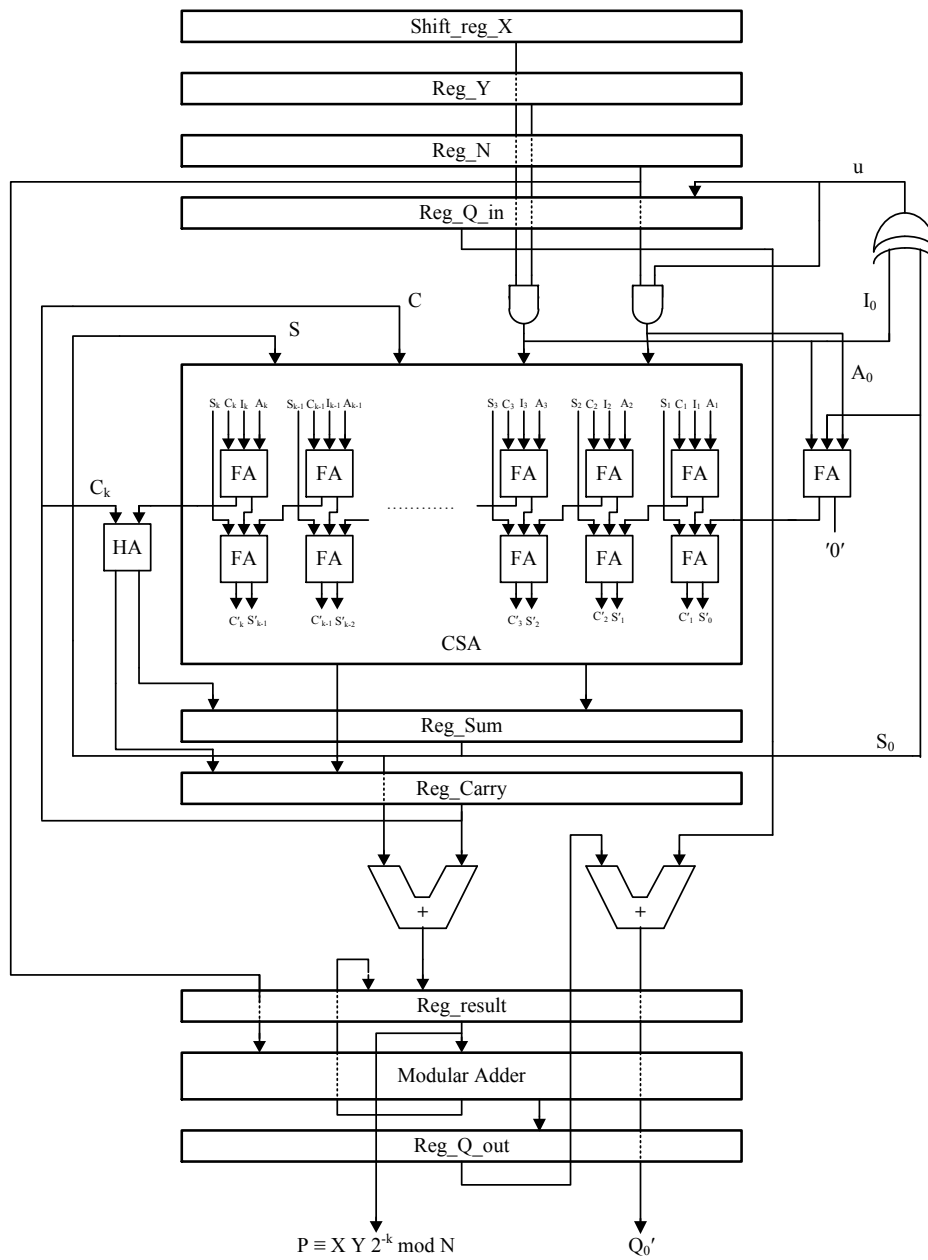 Shift_reg_X
Reg_Y
Reg_N
u
Reg_Q_in
C
I₀
S
A₀
Sₖ Cₖ Iₖ Aₖ Sₖ₋₁ Cₖ₋₁ Iₖ₋₁ Aₖ₋₁ S₃ C₃ I₃ A₃ S₂ C₂ I₂ A₂ S₁ C₁ I₁ A₁
FA FA FA FA FA FA
Cₖ
............
HA FA FA FA FA FA '0'
C'ₖ S'ₖ₋₁ C'ₖ₋₁ S'ₖ₋₂ C'₃ S'₂ C'₂ S'₁ C'₁ S'₀
CSA
Reg_Sum
S₀
Reg_Carry
+ +
Reg_result
Modular Adder
Reg_Q_out
P ≡ X Y 2⁻ᵏ mod N Q₀'